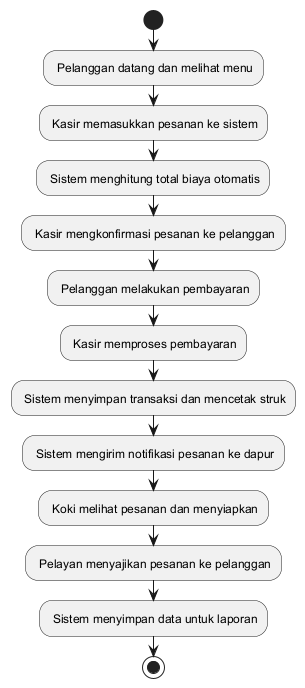 Pelanggan datang dan melihat menu
Kasir memasukkan pesanan ke sistem
Sistem menghitung total biaya otomatis
Kasir mengkonfirmasi pesanan ke pelanggan
Pelanggan melakukan pembayaran
Kasir memproses pembayaran
Sistem menyimpan transaksi dan mencetak struk
Sistem mengirim notifikasi pesanan ke dapur
Koki melihat pesanan dan menyiapkan
Pelayan menyajikan pesanan ke pelanggan
Sistem menyimpan data untuk laporan